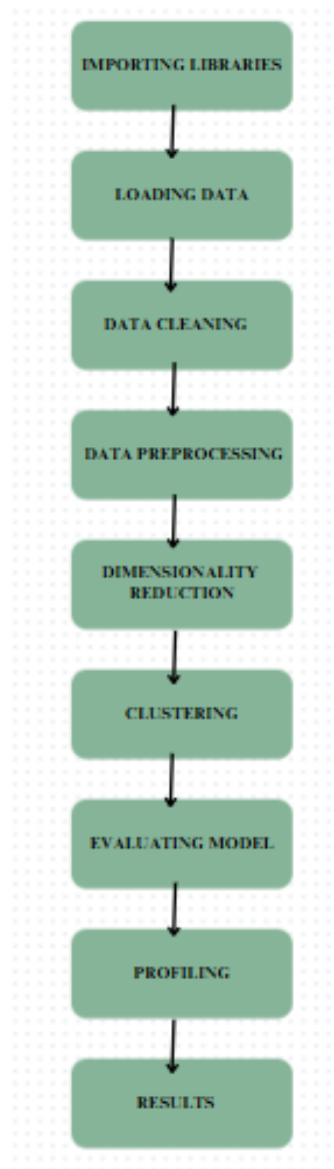 IMPORTING LIBRARIES
LOADING DATA
DATA CLEANING
DATA PREPROCESSING
DIMENSIONALITY
REDUCTION
CLUSTERING
EVALUATING MODEL
PROFILING
RESULTS